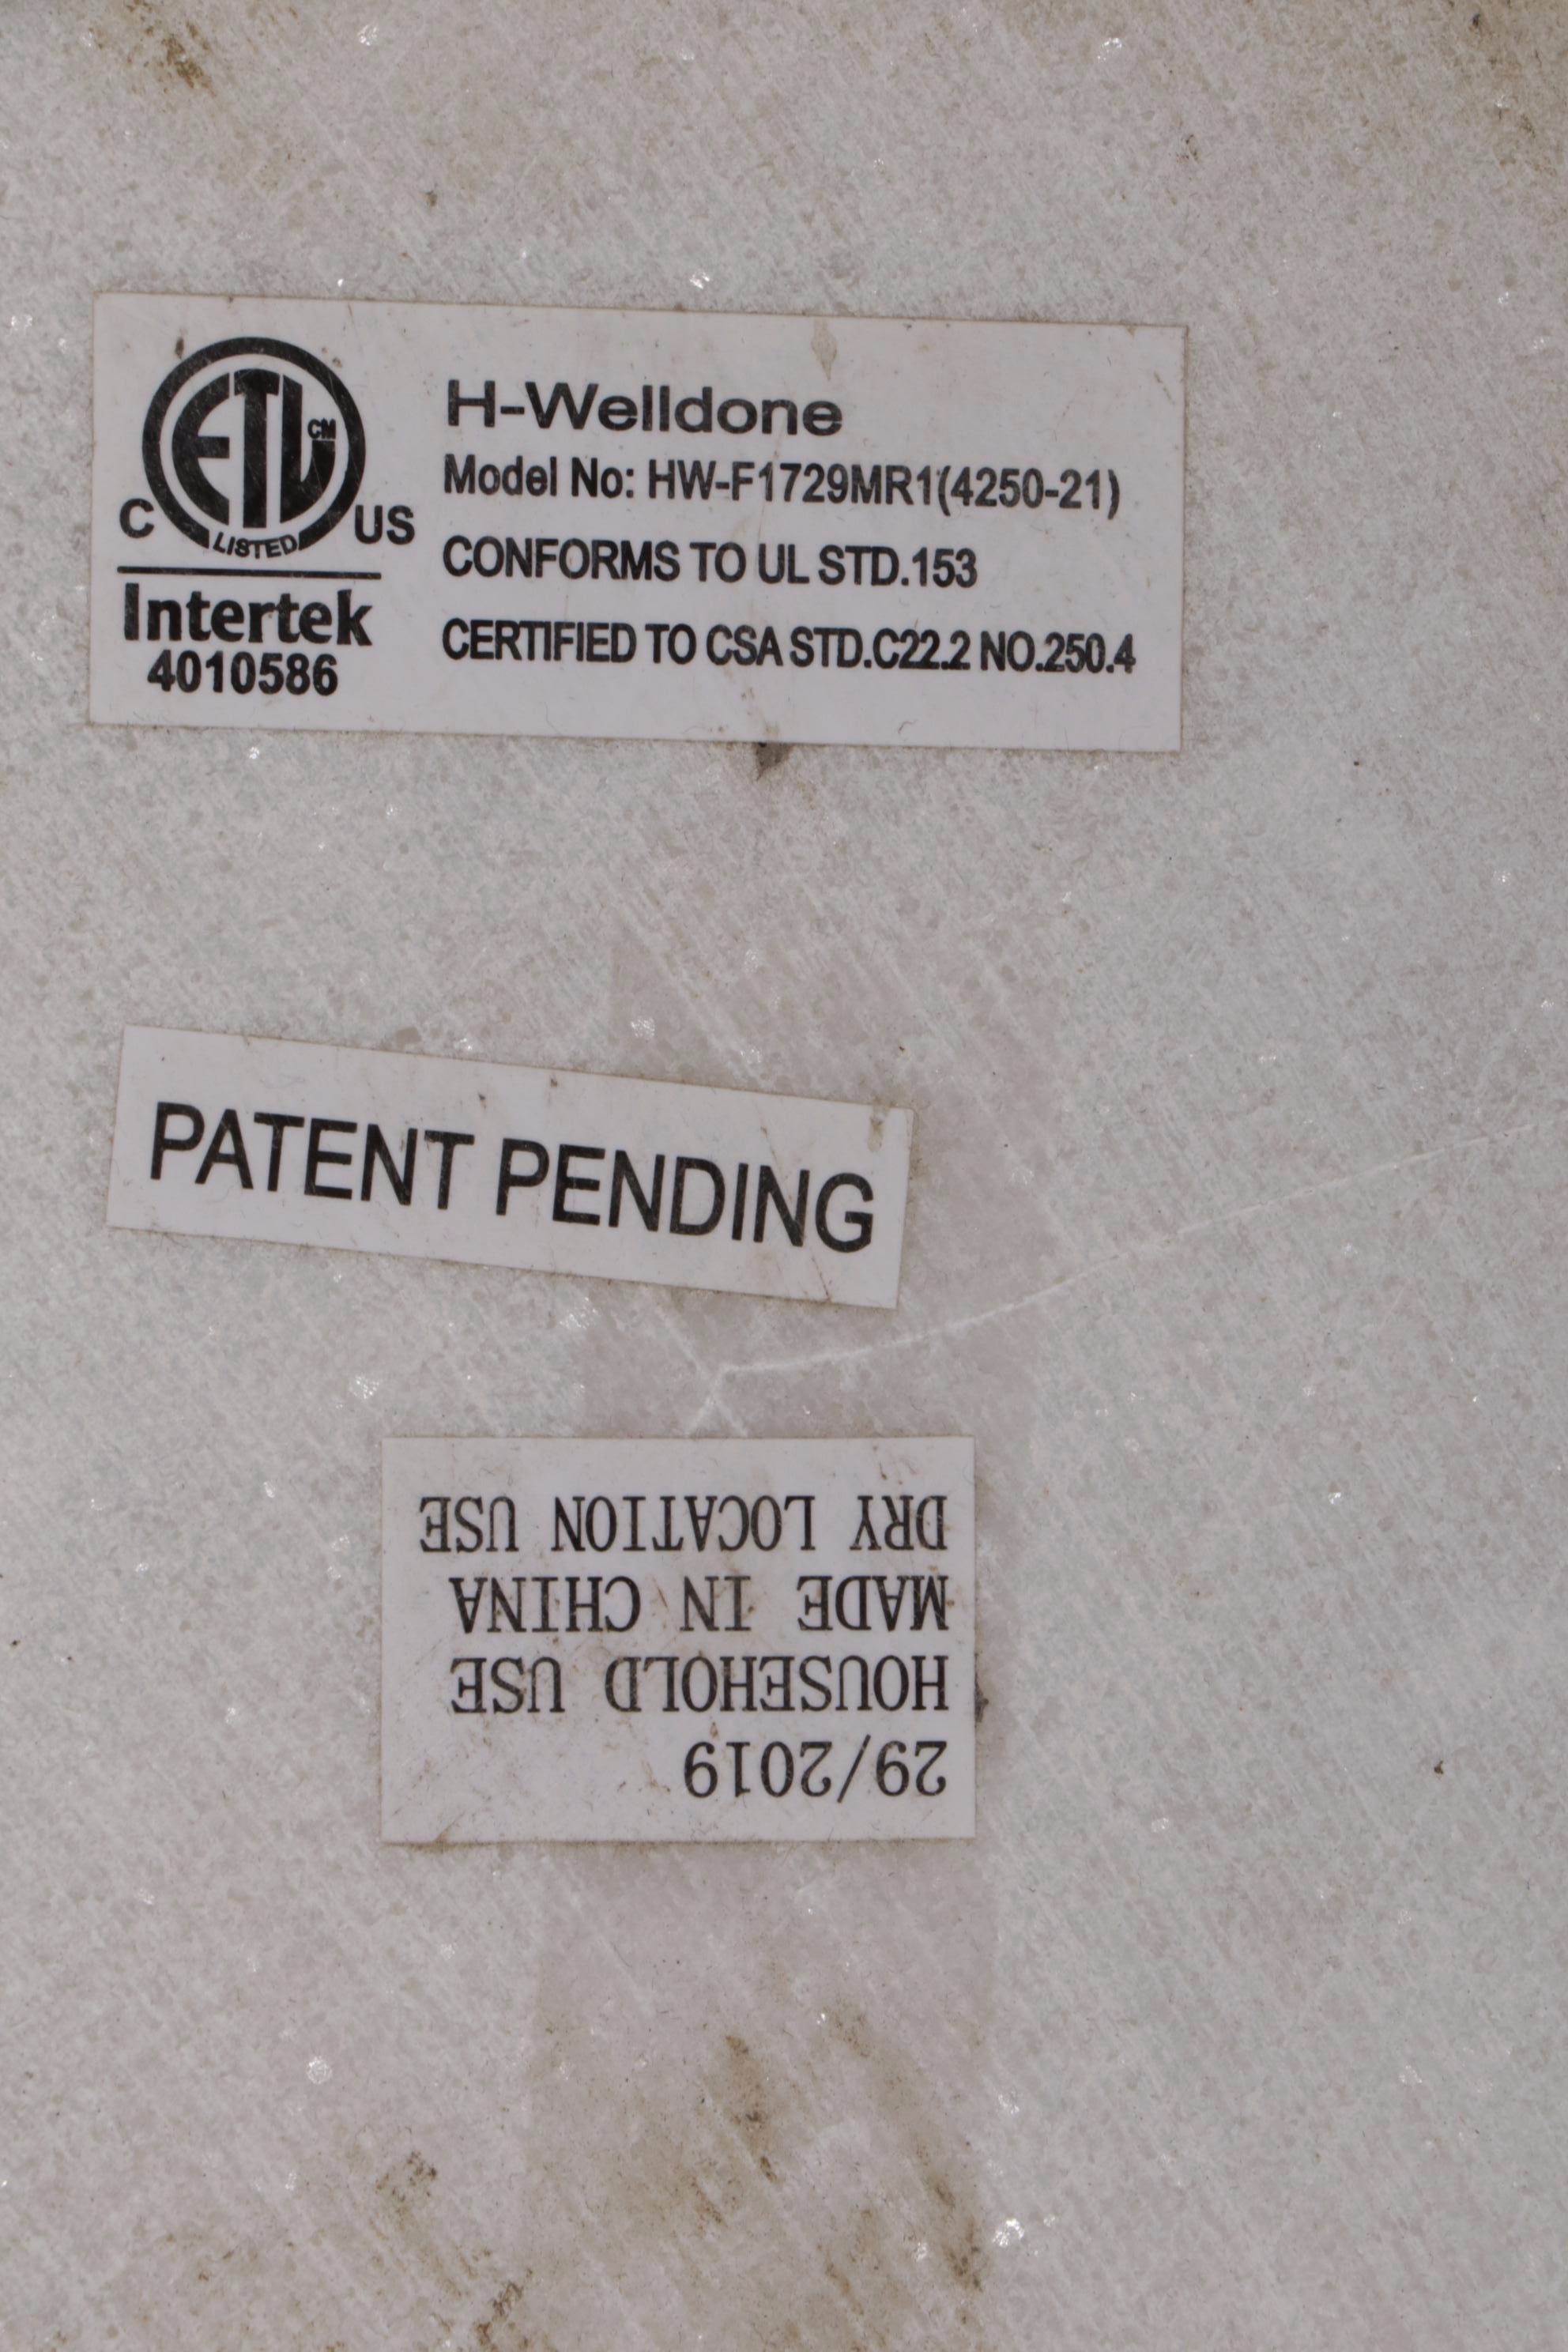 ETL CM
C US
LISTED
Intertek
4010586
H-Welldone
Model No: HW-F1729MR1(4250-21)
CONFORMS TO UL STD.153
CERTIFIED TO CSA STD.C22.2 NO.250.4
PATENT PENDING
29/2019
HOUSEHOLD USE
MADE IN CHINA
DRY LOCATION USE